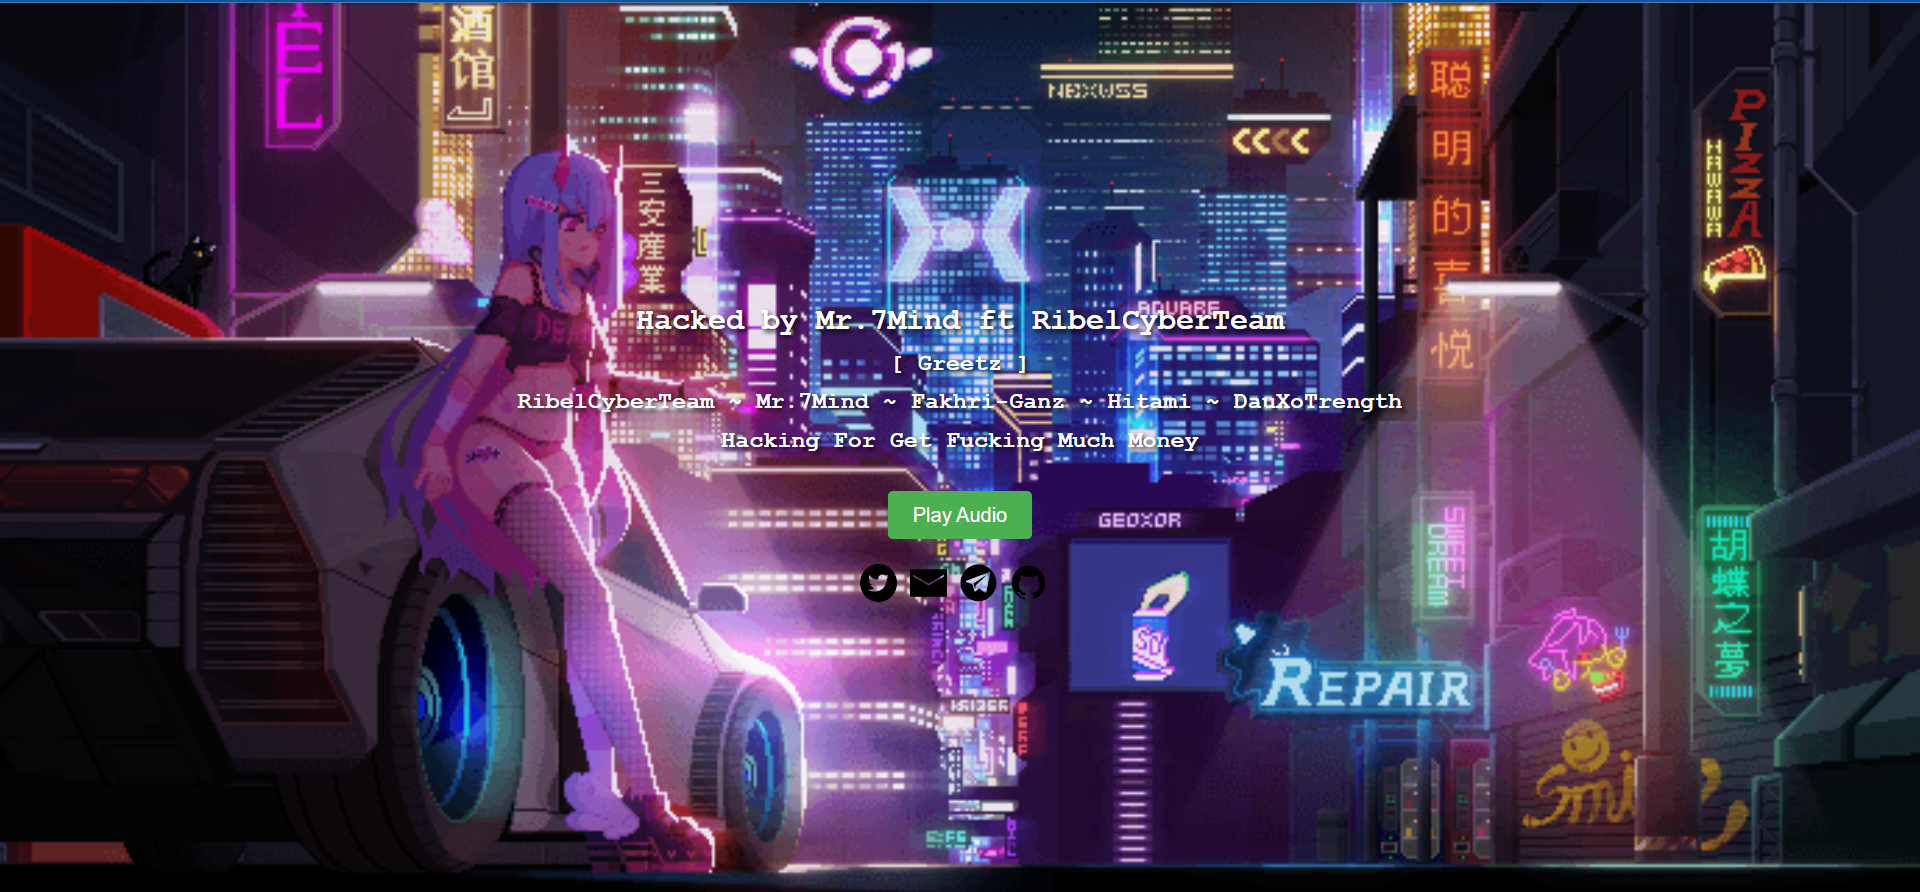 EL
酒
馆
NEXWSS
PIZZA
HAWAWA
聪
明
的
喜
悦
三
安
産
業
Hacked by Mr.7Mind ft RibelCyberTeam
[ Greetz ]
RibelCyberTeam ~ Mr.7Mind ~ Fakhri-Ganz ~ Hitami ~ DauXoTrength
Hacking For Get Fucking Much Money
Play Audio
GEOXOR
SWEET
DREAM
胡
蝶
之
夢
REPAIR